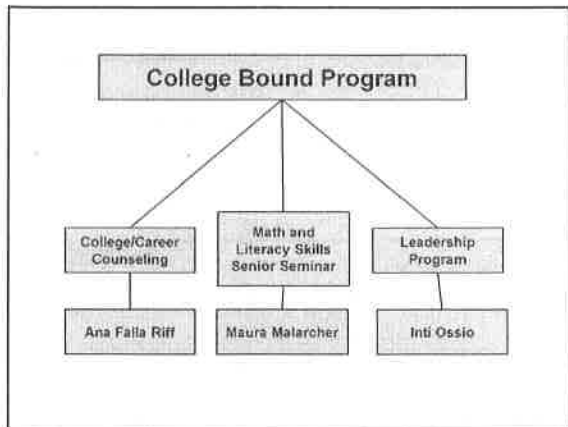 College Bound Program
College/Career
Counseling
Math and
Literacy Skills
Senior Seminar
Leadership
Program
Ana Falla Riff
Maura Malarcher
Inti Ossio